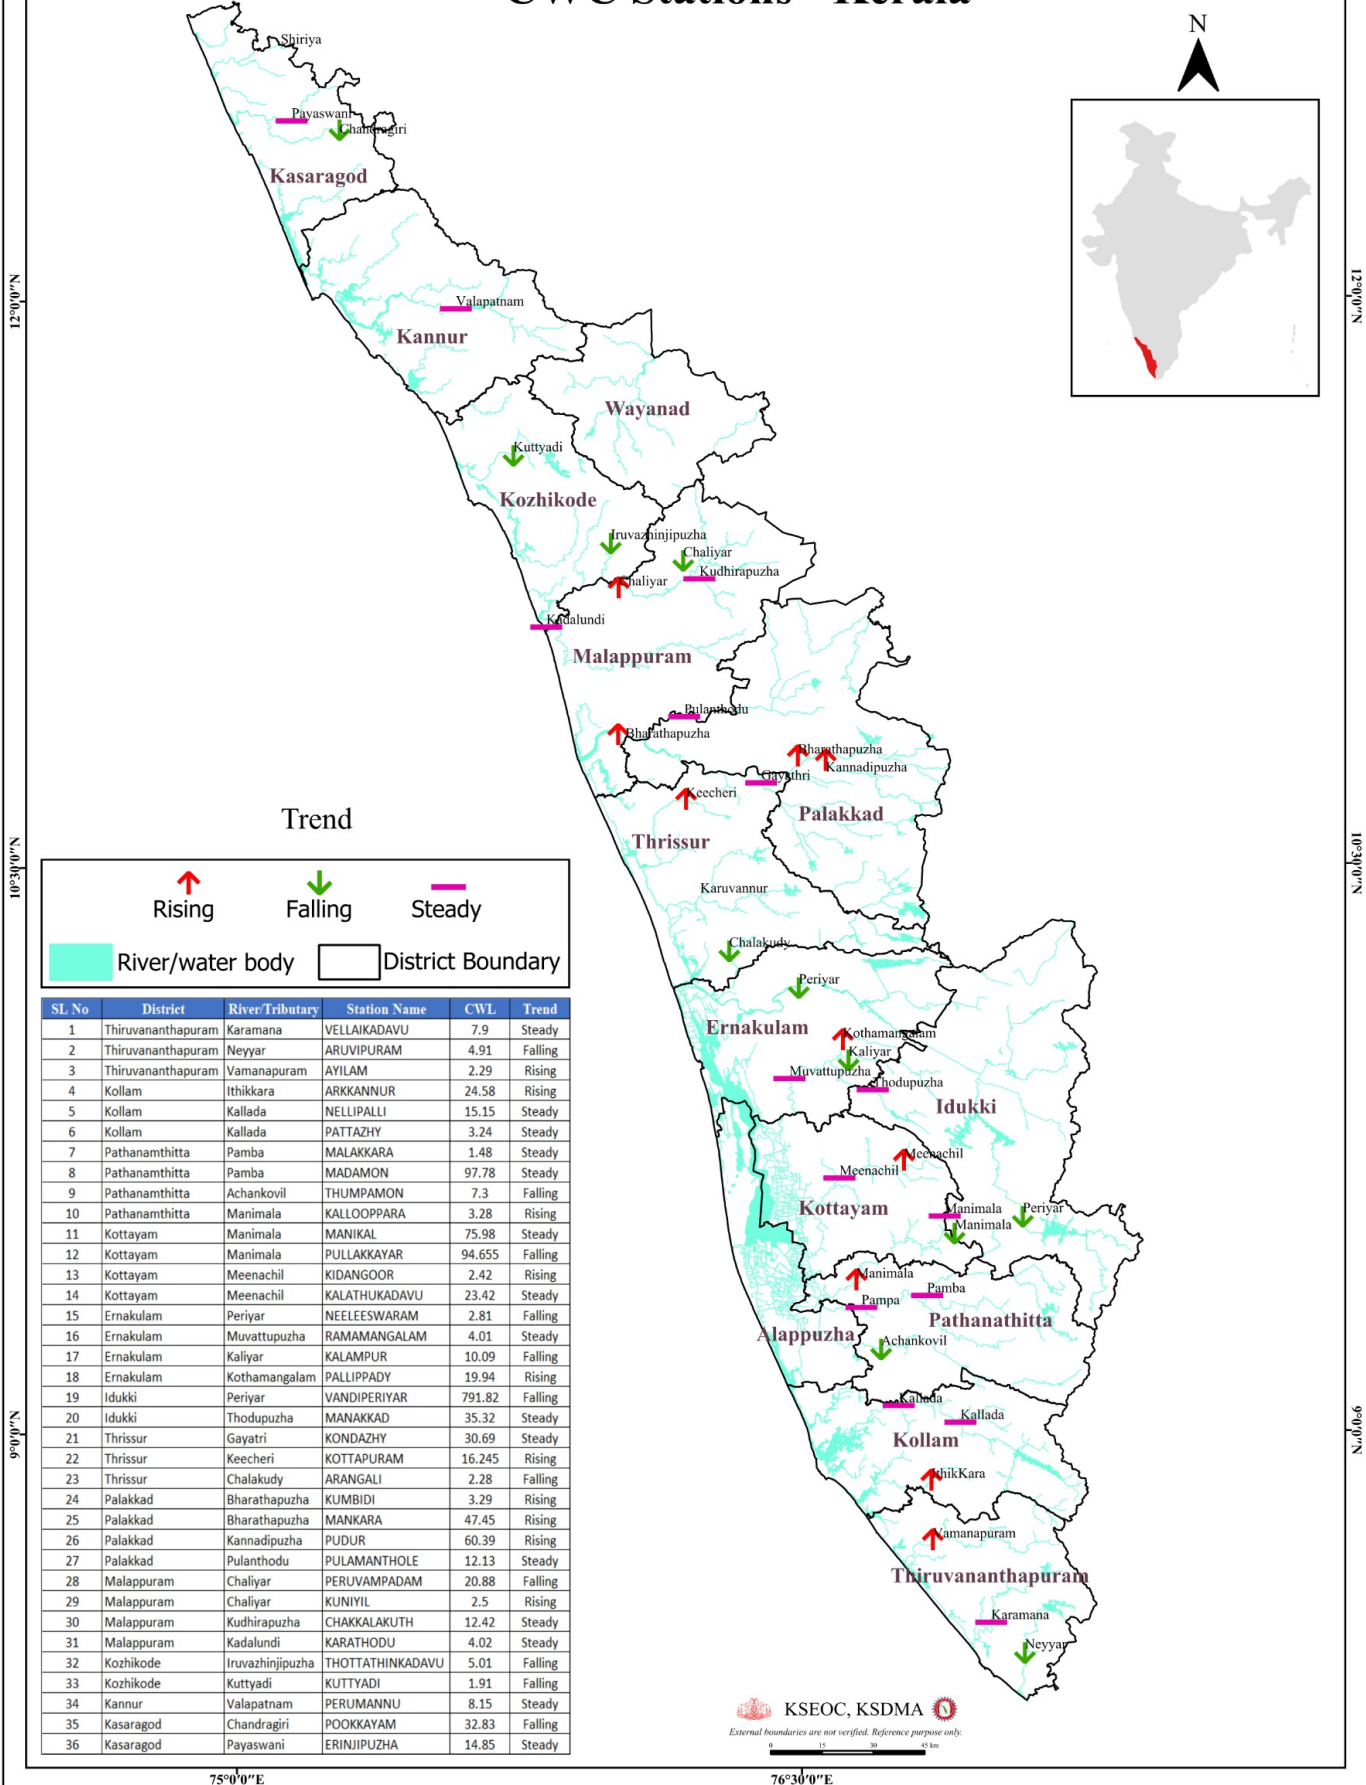 CWC Stations - Kerala
N
Shiriya
Payaswani
Chandragiri
Kasaragod
12°0'0"N
12°0'0"N
Valapatnam
Kannur
Wayanad
Kuttyadi
Kozhikode
Iruvazhinjipuzha
Chaliyar
Kudhirapuzha
Chaliyar
Kadalundi
Malappuram
Pulanthodu
Bharathapuzha
Bharathapuzha
Kannadipuzha
Gayathri
Keecheri
Palakkad
Thrissur
10°30'0"N
10°30'0"N
Karuvannur
Chalakudy
Periyar
Ernakulam
Kothamangalam
Kaliyar
Muvattupuzha
Thodupuzha
Idukki
Meenachil
Meenachil
Kottayam
Manimala
Periyar
Manimala
Manimala
Pamba
Pampa
Pathanathitta
Alappuzha
Achankovil
Kallada
Kallada
Kollam
9°0'0"N
9°0'0"N
IthikKara
Vamanapuram
Thiruvananthapuram
Karamana
Neyyar
Trend
Rising Falling Steady
River/water body District Boundary
SL No District River/Tributary Station Name CWL Trend
1 Thiruvananthapuram Karamana VELLAIKADAVU 7.9 Steady
2 Thiruvananthapuram Neyyar ARUVIPURAM 4.91 Falling
3 Thiruvananthapuram Vamanapuram AYILAM 2.29 Rising
4 Kollam Ithikkara ARKKANNUR 24.58 Rising
5 Kollam Kallada NELLIPALLI 15.15 Steady
6 Kollam Kallada PATTAZHY 3.24 Steady
7 Pathanamthitta Pamba MALAKKARA 1.48 Steady
8 Pathanamthitta Pamba MADAMON 97.78 Steady
9 Pathanamthitta Achankovil THUMPAMON 7.3 Falling
10 Pathanamthitta Manimala KALLOOPPARA 3.28 Rising
11 Kottayam Manimala MANIKAL 75.98 Steady
12 Kottayam Manimala PULLAKKAYAR 94.655 Falling
13 Kottayam Meenachil KIDANGOOR 2.42 Rising
14 Kottayam Meenachil KALATHUKADAVU 23.42 Steady
15 Ernakulam Periyar NEELEESWARAM 2.81 Falling
16 Ernakulam Muvattupuzha RAMAMANGALAM 4.01 Steady
17 Ernakulam Kaliyar KALAMPUR 10.09 Falling
18 Ernakulam Kothamangalam PALLIPPADY 19.94 Rising
19 Idukki Periyar VANDIPERIYAR 791.82 Falling
20 Idukki Thodupuzha MANAKKAD 35.32 Steady
21 Thrissur Gayatri KONDAZHY 30.69 Steady
22 Thrissur Keecheri KOTTAPURAM 16.245 Rising
23 Thrissur Chalakudy ARANGALI 2.28 Falling
24 Palakkad Bharathapuzha KUMBIDI 3.29 Rising
25 Palakkad Bharathapuzha MANKARA 47.45 Rising
26 Palakkad Kannadipuzha PUDUR 60.39 Rising
27 Palakkad Pulanthodu PULAMANTHOLE 12.13 Steady
28 Malappuram Chaliyar PERUVAMPADAM 20.88 Falling
29 Malappuram Chaliyar KUNIYIL 2.5 Rising
30 Malappuram Kudhirapuzha CHAKKALAKUTH 12.42 Steady
31 Malappuram Kadalundi KARATHODU 4.02 Steady
32 Kozhikode Iruvazhinjipuzha THOTTATHINKADAVU 5.01 Falling
33 Kozhikode Kuttyadi KUTTYADI 1.91 Falling
34 Kannur Valapatnam PERUMANNU 8.15 Steady
35 Kasaragod Chandragiri POOKKAYAM 32.83 Falling
36 Kasaragod Payaswani ERINJIPUZHA 14.85 Steady
KSEOC, KSDMA
External boundaries are not verified. Reference purpose only.
0 15 30 45 km
75°0'0"E
76°30'0"E